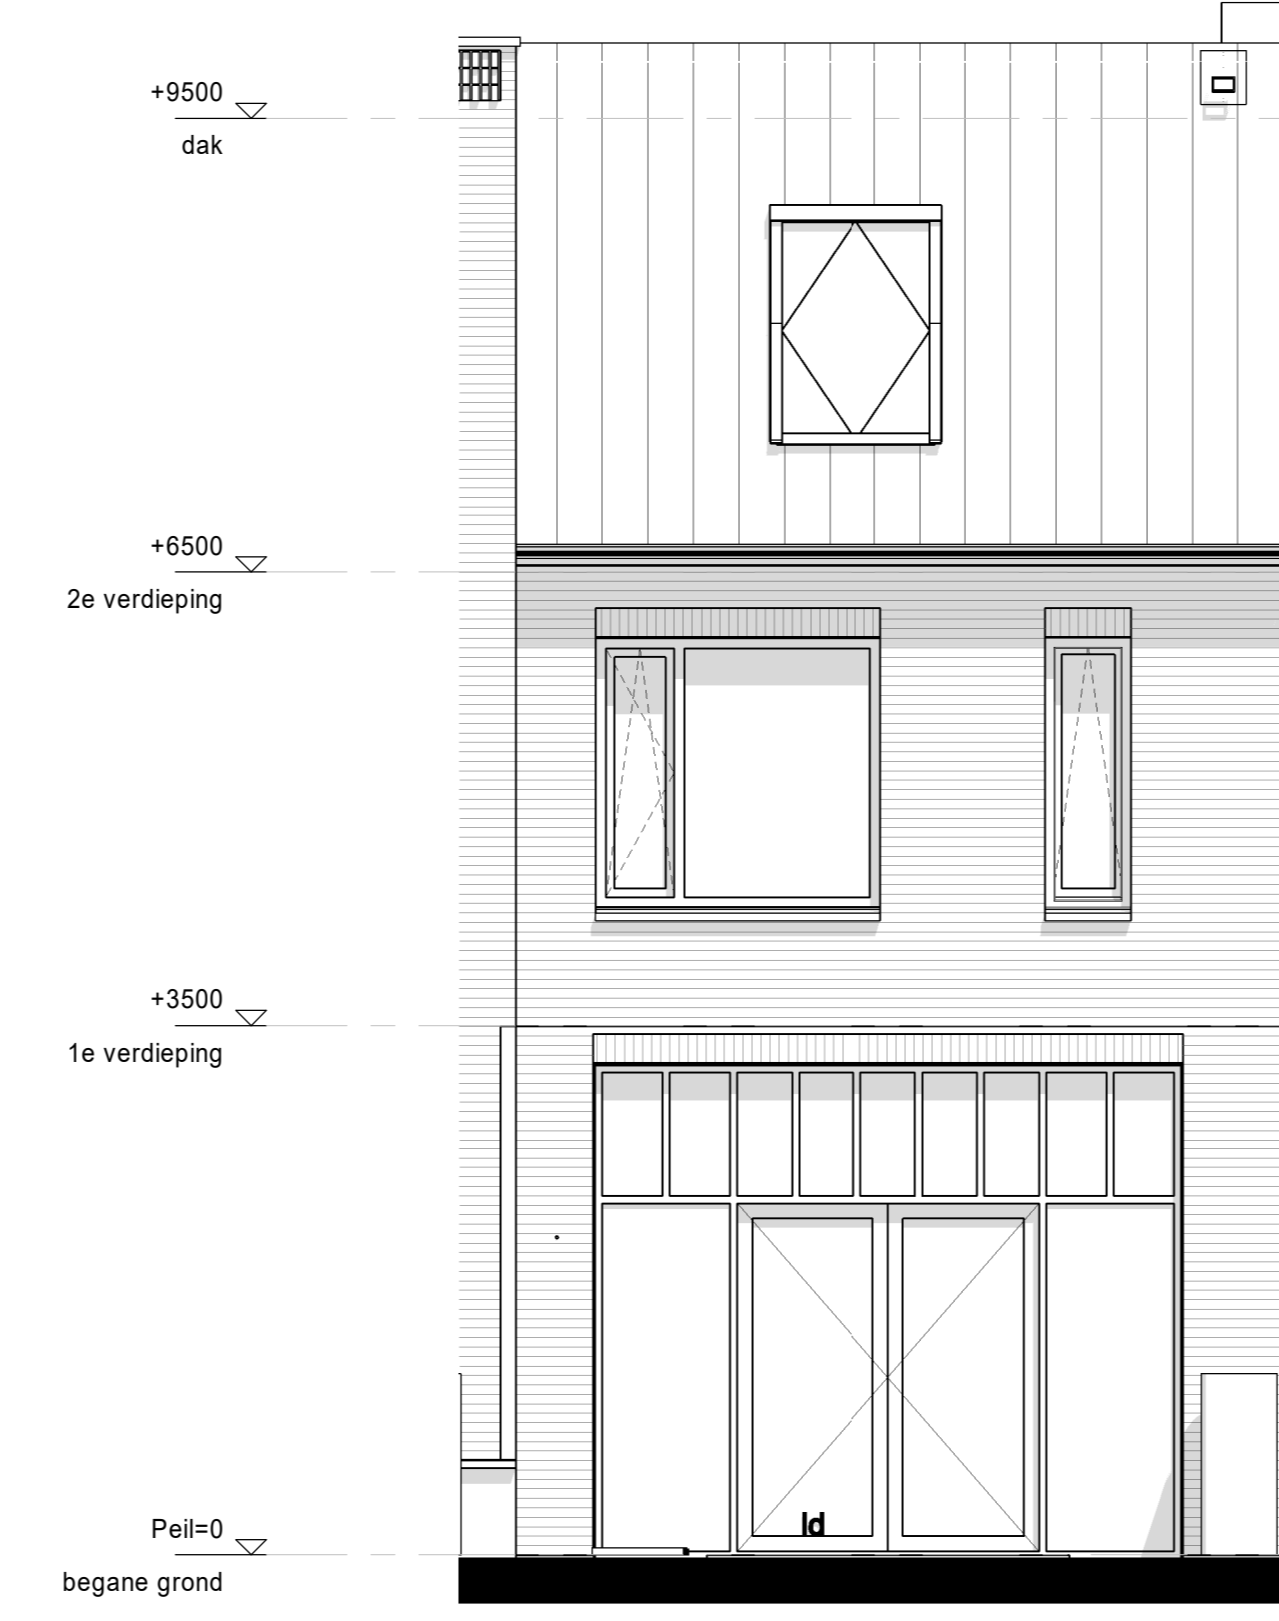 +9500
dak
+6500
2e verdieping
+3500
1e verdieping
ld
Peil=0
begane grond